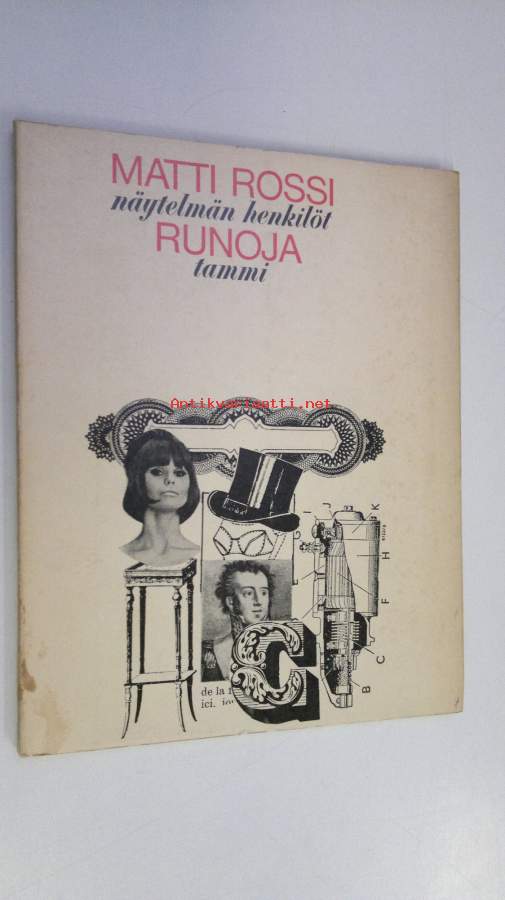 MATTI ROSSI
näytelmän henkilöt
RUNOJA
tammi
Antikvariaatti.net
I J K
G
E
H
F
C
B
de la
ici.
G